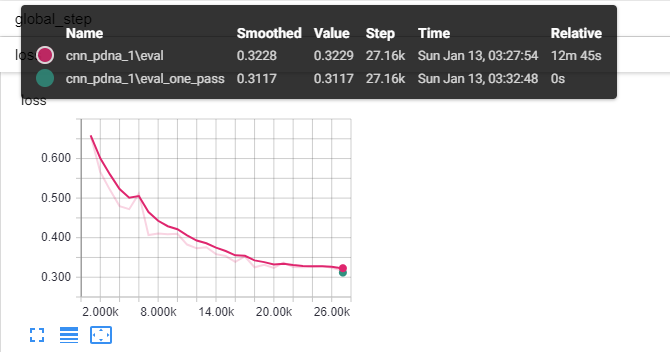 global_step
Name Smoothed Value Step Time Relative
cnn_pdna_1\eval 0.3228 0.3229 27.16k Sun Jan 13, 03:27:54 12m 45s
cnn_pdna_1\eval_one_pass 0.3117 0.3117 27.16k Sun Jan 13, 03:32:48 0s
loss
0.600
0.500
0.400
0.300
2.000k 8.000k 14.00k 20.00k 26.00k